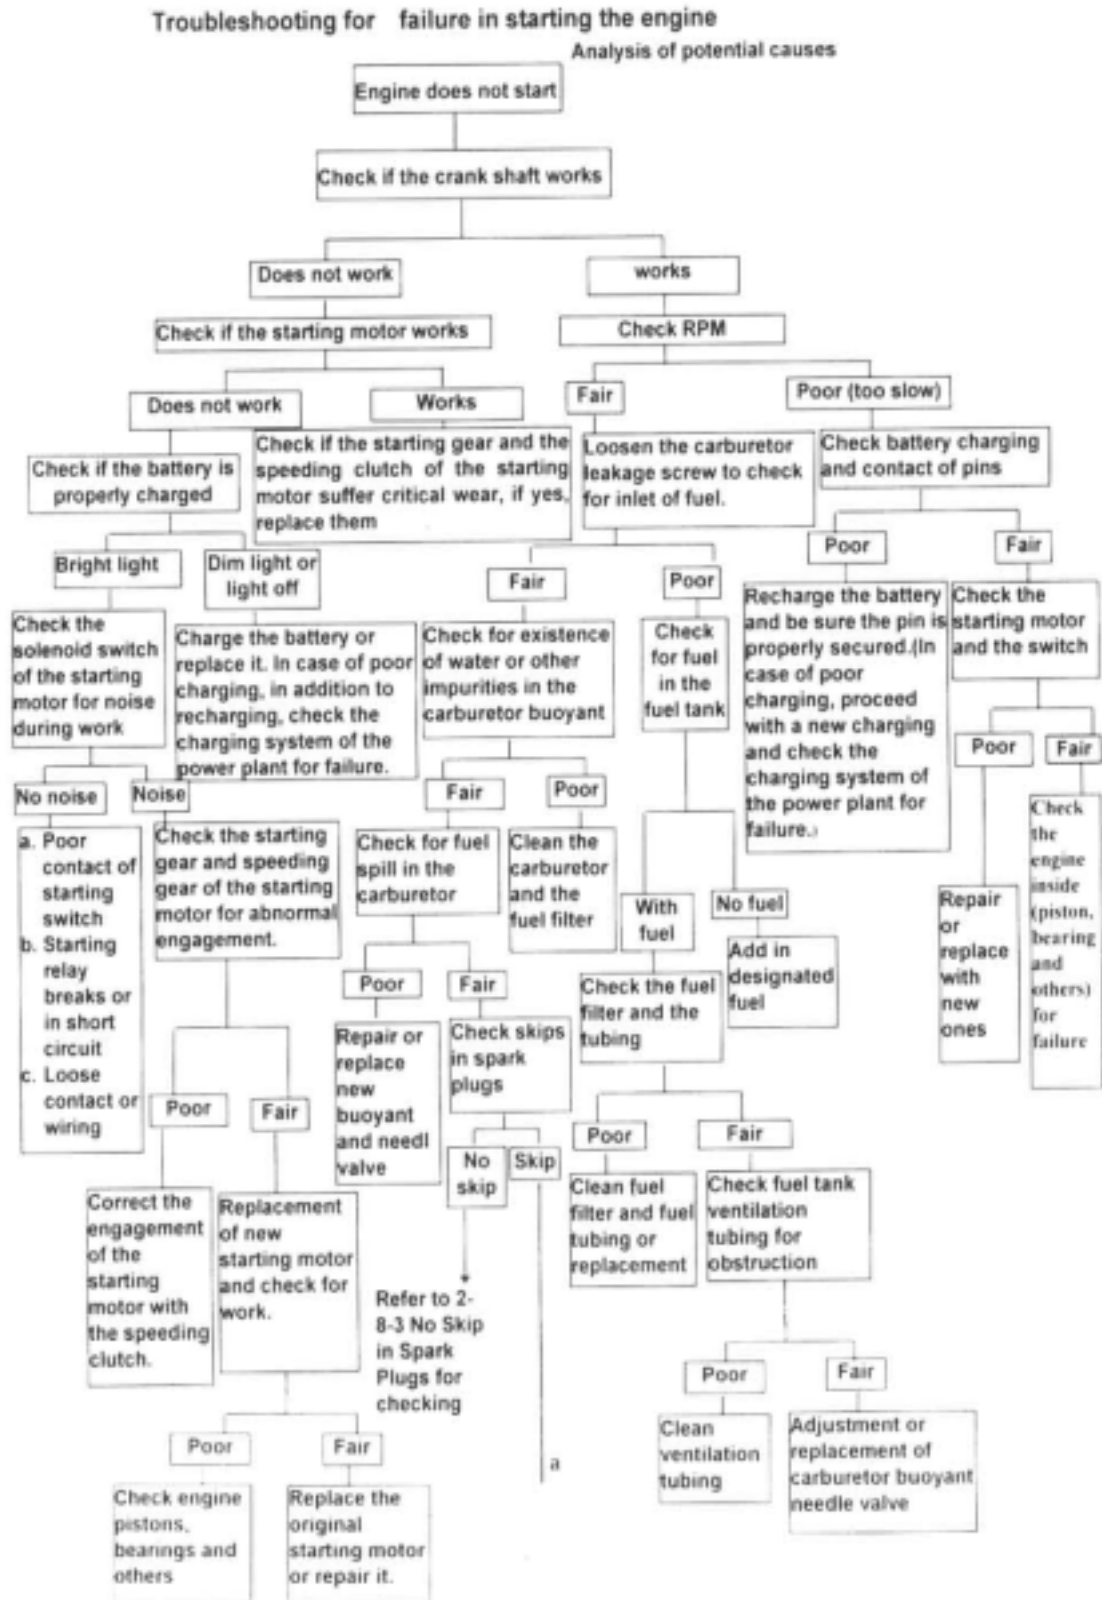 Troubleshooting for failure in starting the engine
Analysis of potential causes
Engine does not start
Check if the crank shaft works
Does not work
works
Check if the starting motor works
Check RPM
Does not work
Works
Fair
Poor (too slow)
Check if the battery is
properly charged
Check if the starting gear and the
speeding clutch of the starting
motor suffer critical wear, if yes,
replace them
Loosen the carburetor
leakage screw to check
for inlet of fuel.
Check battery charging
and contact of pins
Bright light
Dim light or
light off
Fair
Poor
Poor
Fair
Check the
solenoid switch
of the starting
motor for noise
during work
Charge the battery or
replace it. In case of poor
charging, in addition to
recharging, check the
charging system of the
power plant for failure.
Check for existence
of water or other
impurities in the
carburetor buoyant
Check
for fuel
in the
fuel tank
Recharge the battery
and be sure the pin is
properly secured.(In
case of poor
charging, proceed
with a new charging
and check the
charging system of
the power plant for
failure.)
Check the
starting motor
and the switch
No noise
Noise
Fair
Poor
Poor
Fair
a. Poor
contact of
starting
switch
b. Starting
relay
breaks or
in short
circuit
c. Loose
contact or
wiring
Check the starting
gear and speeding
gear of the starting
motor for abnormal
engagement.
Check for fuel
spill in the
carburetor
Clean the
carburetor
and the
fuel filter
With
fuel
No fuel
Repair
or
replace
with
new
ones
Check
the
engine
inside
(piston,
bearing
and
others)
for
failure
Poor
Fair
Check the fuel
filter and the
tubing
Add in
designated
fuel
Repair or
replace
new
buoyant
and needl
valve
Check skips
in spark
plugs
Poor
Fair
No
skip
Skip
Poor
Fair
Correct the
engagement
of the
starting
motor with
the speeding
clutch.
Replacement
of new
starting motor
and check for
work.
Refer to 2-
8-3 No Skip
in Spark
Plugs for
checking
a
Clean fuel
filter and fuel
tubing or
replacement
Check fuel tank
ventilation
tubing for
obstruction
Poor
Fair
Poor
Fair
Clean
ventilation
tubing
Adjustment or
replacement of
carburetor buoyant
needle valve
Check engine
pistons,
bearings and
others
Replace the
original
starting motor
or repair it.